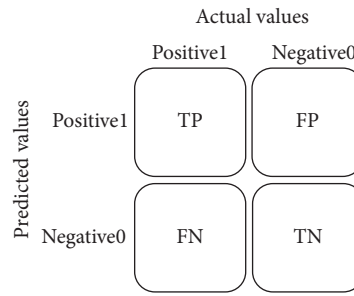 Actual values
Positive1 Negative0
Predicted values
Positive1 TP FP
Negative0 FN TN